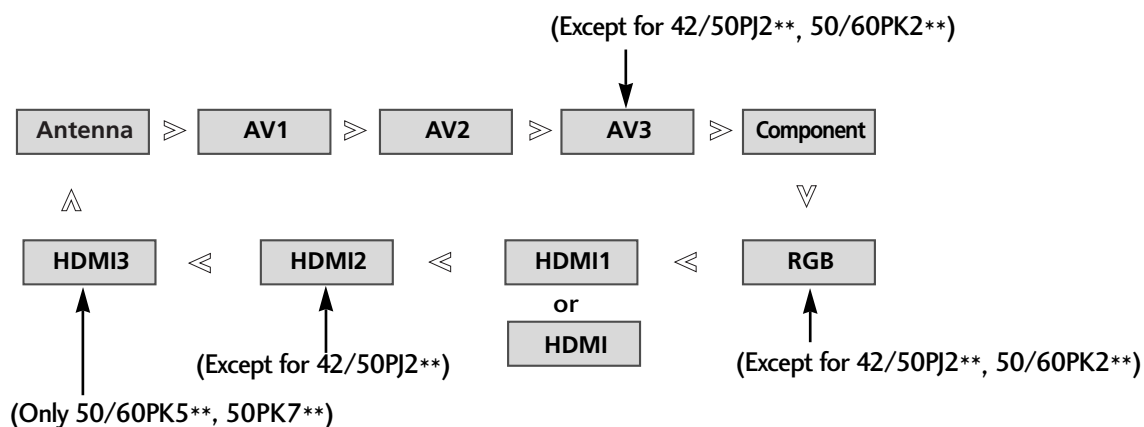 (Except for 42/50PJ2**, 50/60PK2**)
Antenna AV1 AV2 AV3 Component
HDMI3 HDMI2 HDMI1 RGB
or
HDMI
(Except for 42/50PJ2**) (Except for 42/50PJ2**, 50/60PK2**)
(Only 50/60PK5**, 50PK7**)